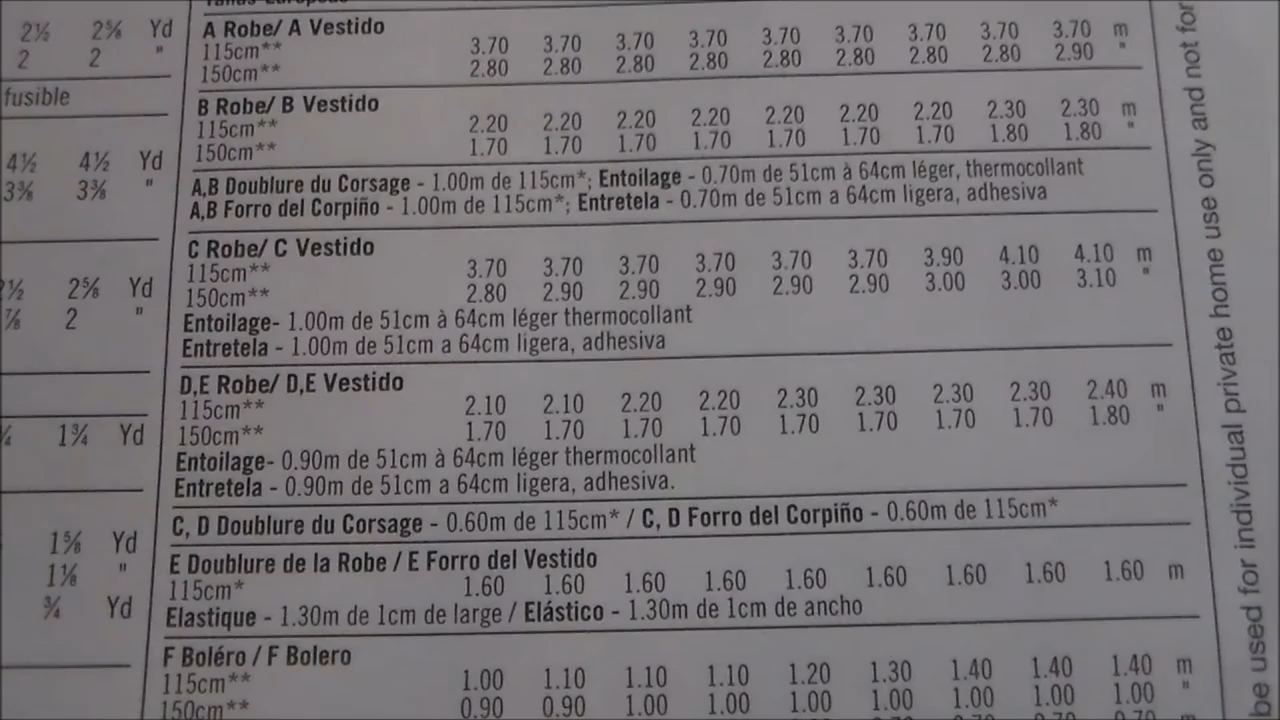 2½ 2⅝ Yd
2 2 "
fusible
4½ 4½ Yd
3⅜ 3⅜ "
2⅝ Yd
⅞ 2 "
1¾ Yd
1⅝ Yd
1⅛ "
¾ Yd
A Robe/ A Vestido
115cm** 3.70 3.70 3.70 3.70 3.70 3.70 3.70 3.70 3.70 m
150cm** 2.80 2.80 2.80 2.80 2.80 2.80 2.80 2.80 2.90 "
B Robe/ B Vestido
115cm** 2.20 2.20 2.20 2.20 2.20 2.20 2.20 2.30 2.30 m
150cm** 1.70 1.70 1.70 1.70 1.70 1.70 1.70 1.80 1.80 "
A,B Doublure du Corsage - 1.00m de 115cm*; Entoilage - 0.70m de 51cm à 64cm léger, thermocollant
A,B Forro del Corpiño - 1.00m de 115cm*; Entretela - 0.70m de 51cm a 64cm ligera, adhesiva
C Robe/ C Vestido
115cm** 3.70 3.70 3.70 3.70 3.70 3.70 3.90 4.10 4.10 m
150cm** 2.80 2.90 2.90 2.90 2.90 2.90 3.00 3.00 3.10 "
Entoilage- 1.00m de 51cm à 64cm léger thermocollant
Entretela - 1.00m de 51cm a 64cm ligera, adhesiva
D,E Robe/ D,E Vestido
115cm** 2.10 2.10 2.20 2.20 2.30 2.30 2.30 2.30 2.40 m
150cm** 1.70 1.70 1.70 1.70 1.70 1.70 1.70 1.70 1.80 "
Entoilage- 0.90m de 51cm à 64cm léger thermocollant
Entretela - 0.90m de 51cm a 64cm ligera, adhesiva.
C, D Doublure du Corsage - 0.60m de 115cm* / C, D Forro del Corpiño - 0.60m de 115cm*
E Doublure de la Robe / E Forro del Vestido
115cm* 1.60 1.60 1.60 1.60 1.60 1.60 1.60 1.60 1.60 m
Elastique - 1.30m de 1cm de large / Elástico - 1.30m de 1cm de ancho
F Boléro / F Bolero
115cm** 1.00 1.10 1.10 1.10 1.20 1.30 1.40 1.40 1.40 m
150cm** 0.90 0.90 1.00 1.00 1.00 1.00 1.00 1.00 1.00 "
be used for individual private home use only and not for